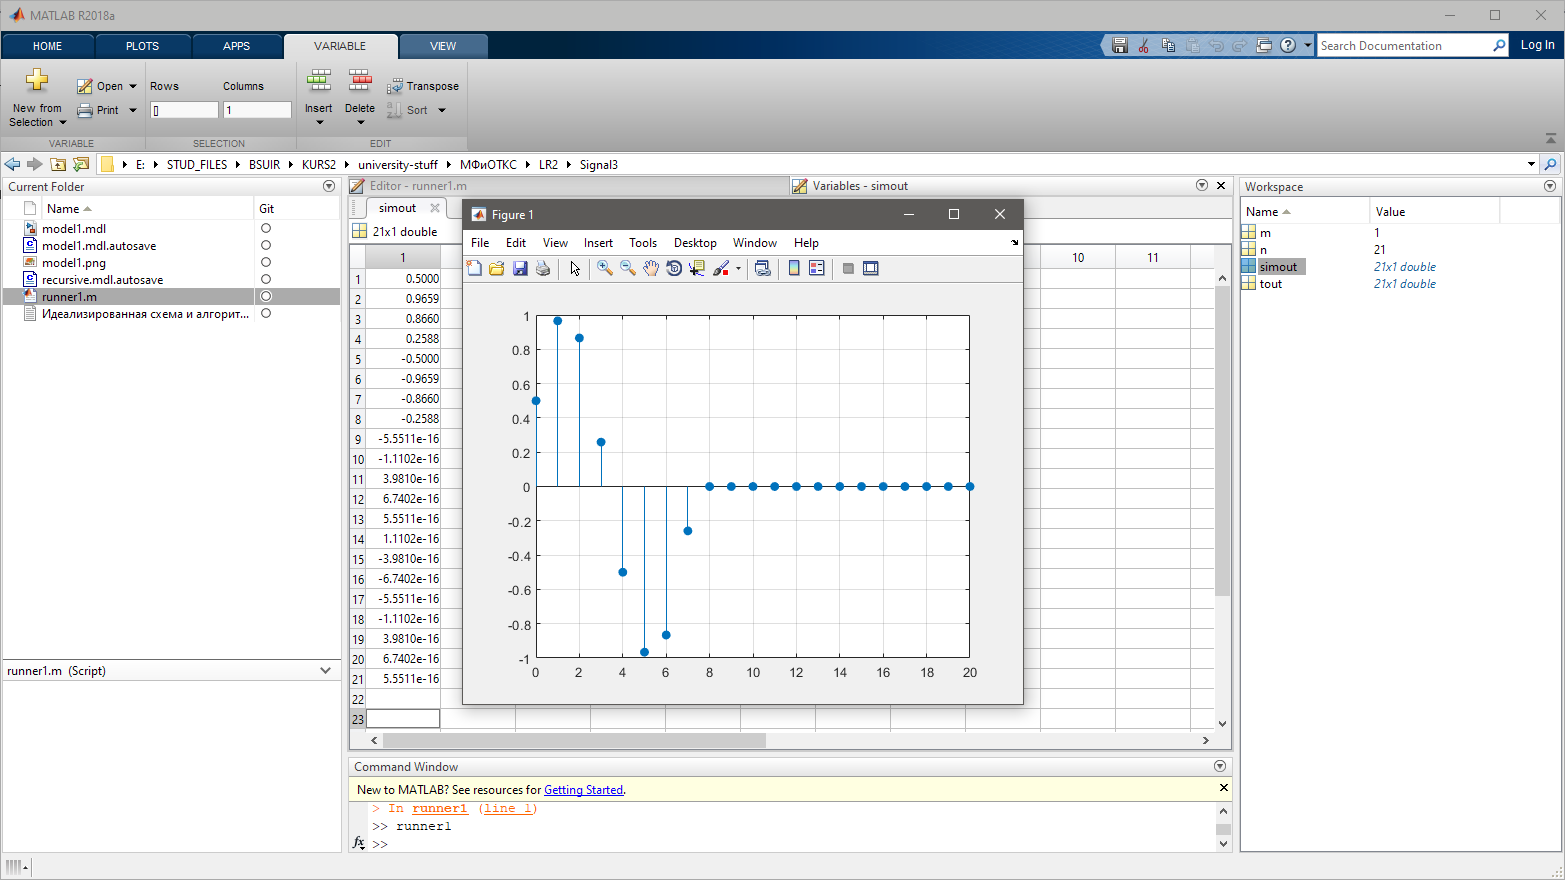 MATLAB R2018a
HOME PLOTS APPS VARIABLE VIEW
Search Documentation
Log In
New from Selection
Open
Print
Rows Columns
[] 1
Insert
Delete
Transpose
Sort
VARIABLE SELECTION EDIT
E: STUD_FILES BSUIR KURS2 university-stuff МФиОТКС LR2 Signal3
Current Folder
Name Git
model1.mdl
model1.mdl.autosave
model1.png
recursive.mdl.autosave
runner1.m
Идеализированная схема и алгорит...
runner1.m (Script)
Editor - runner1.m
Variables - simout
simout
21x1 double
1 10 11
1 0.5000
2 0.9659
3 0.8660
4 0.2588
5 -0.5000
6 -0.9659
7 -0.8660
8 -0.2588
9 -5.5511e-16
10 -1.1102e-16
11 3.9810e-16
12 6.7402e-16
13 5.5511e-16
14 1.1102e-16
15 -3.9810e-16
16 -6.7402e-16
17 -5.5511e-16
18 -1.1102e-16
19 3.9810e-16
20 6.7402e-16
21 5.5511e-16
22
23
Figure 1
File Edit View Insert Tools Desktop Window Help
1
0.8
0.6
0.4
0.2
0
-0.2
-0.4
-0.6
-0.8
-1
0 2 4 6 8 10 12 14 16 18 20
Command Window
New to MATLAB? See resources for Getting Started.
> In runner1 (line 1)
>> runner1
fx >>
Workspace
Name Value
m 1
n 21
simout 21x1 double
tout 21x1 double